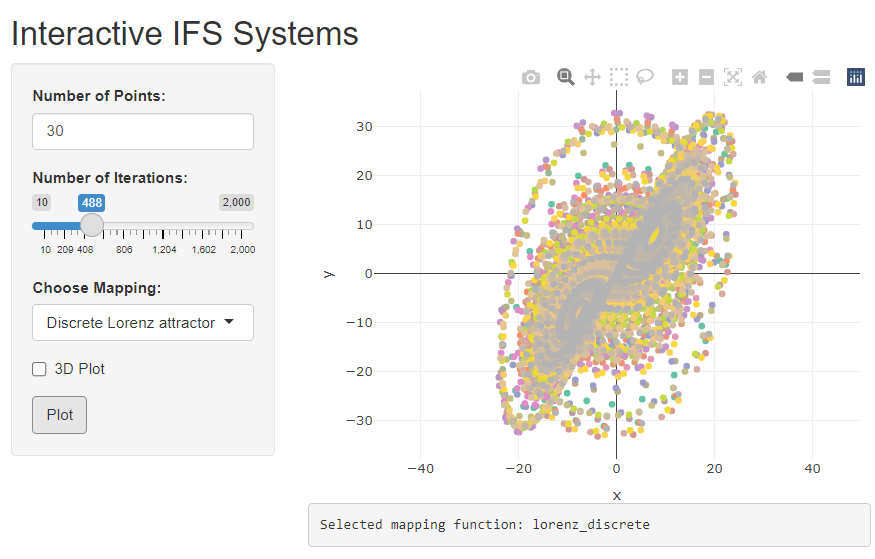 Interactive IFS Systems
Number of Points:
30
Number of Iterations:
10 488 2,000
10 209 408 806 1,204 1,602 2,000
Choose Mapping:
Discrete Lorenz attractor
3D Plot
Plot
30
20
10
0
−10
−20
−30
y
−40 −20 0 20 40
x
Selected mapping function: lorenz_discrete